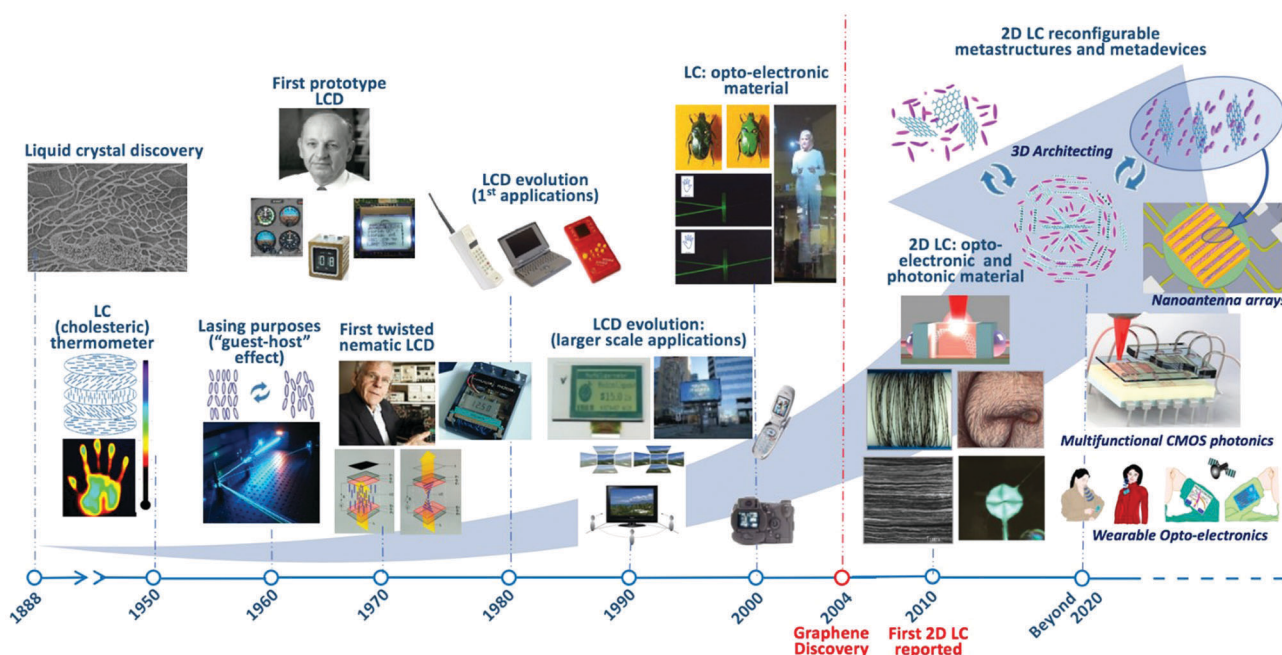 2D LC reconfigurable
metastructures and metadevices
First prototype
LCD
LC: opto-electronic
material
Liquid crystal discovery
3D Architecting
LCD evolution
(1st applications)
2D LC: opto-
electronic and
photonic material
Nanoantenna arrays
LC
(cholesteric)
thermometer
Lasing purposes
("guest-host"
effect)
First twisted
nematic LCD
LCD evolution:
(larger scale applications)
Multifunctional CMOS photonics
Wearable Opto-electronics
1888
1950
1960
1970
1980
1990
2000
2004
2010
Beyond
2020
Graphene
Discovery
First 2D LC
reported